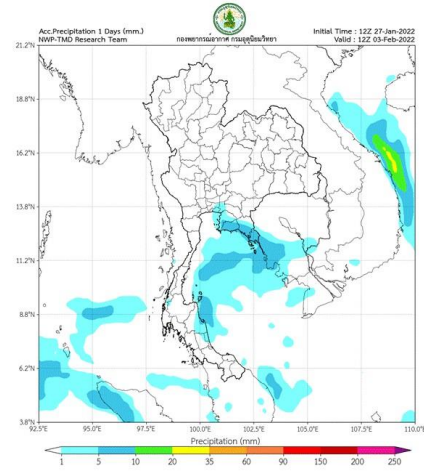 Acc.Precipitation 1 Days (mm.)
NWP-TMD Research Team
กองพยากรณ์อากาศ กรมอุตุนิยมวิทยา
Initial Time : 12Z 27-Jan-2022
Valid : 12Z 03-Feb-2022
21.2°N
18.8°N
16.2°N
13.8°N
11.2°N
8.8°N
6.2°N
3.8°N
92.5°E 95.0°E 97.5°E 100.0°E 102.5°E 105.0°E 107.5°E 110.0°E
Precipitation (mm)
1 5 10 20 35 60 90 150 200 250